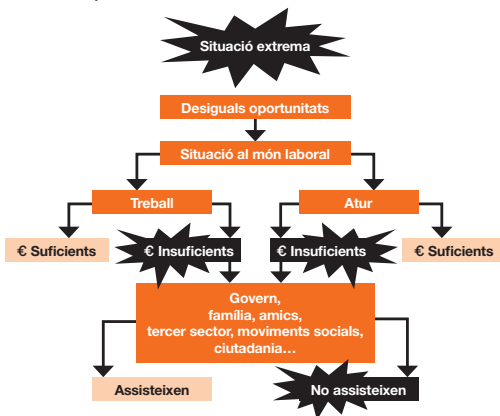 Situació extrema
Desiguals oportunitats
Situació al món laboral
Treball
Atur
€ Suficients
€ Insuficients
€ Insuficients
€ Suficients
Govern,
família, amics,
tercer sector, moviments socials,
ciutadania...
Assisteixen
No assisteixen